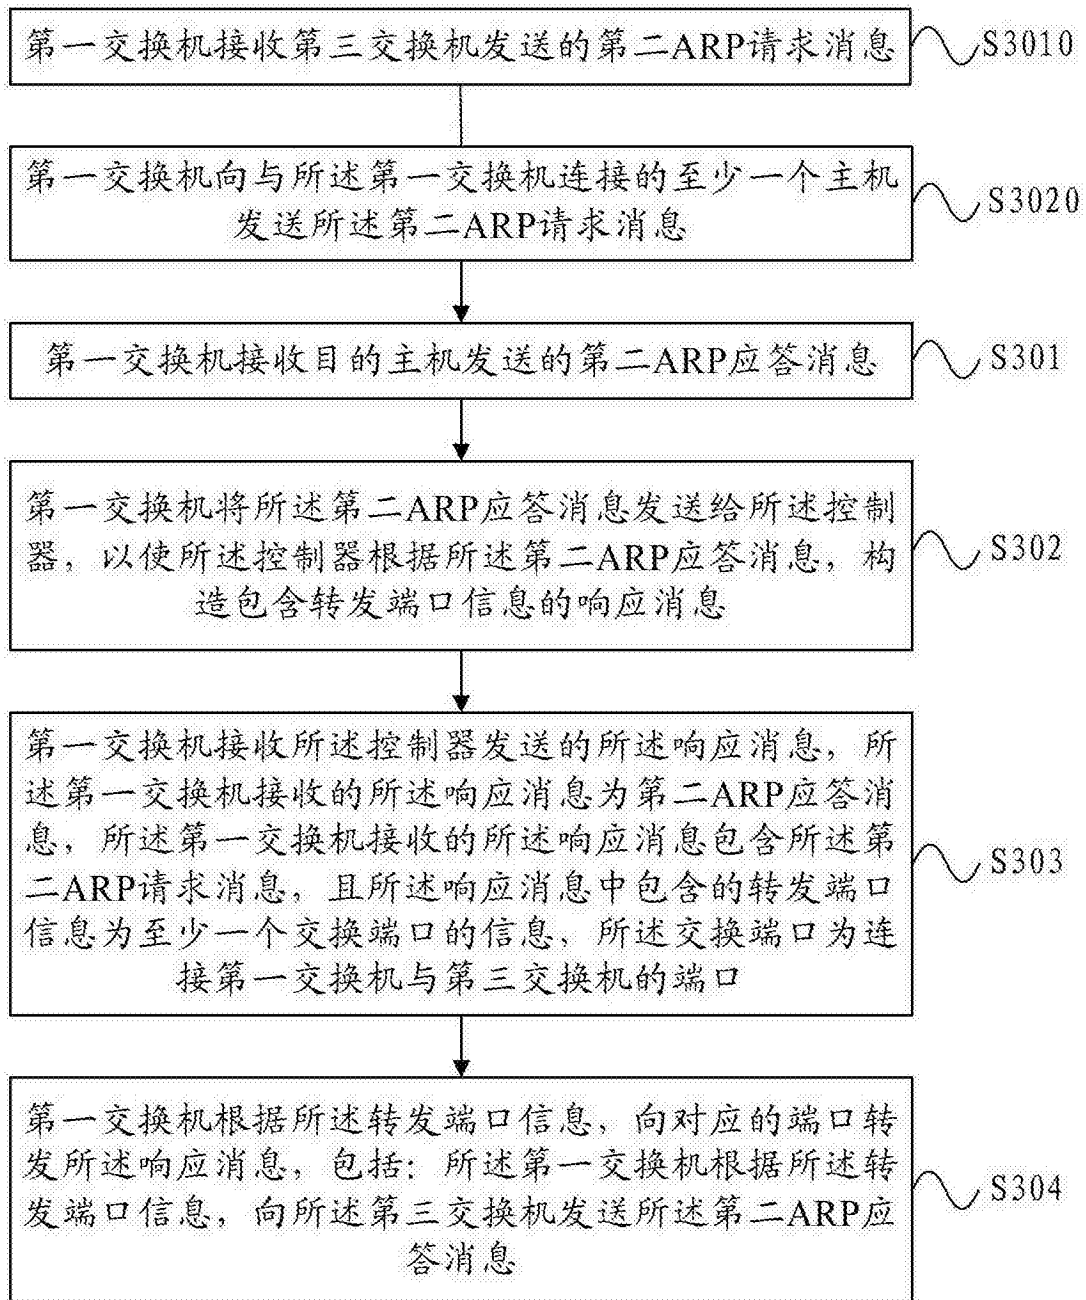 第一交换机接收第三交换机发送的第二ARP请求消息
S3010
第一交换机向与所述第一交换机连接的至少一个主机
发送所述第二ARP请求消息
S3020
第一交换机接收目的主机发送的第二ARP应答消息
S301
第一交换机将所述第二ARP应答消息发送给所述控制
器，以使所述控制器根据所述第二ARP应答消息，构
造包含转发端口信息的响应消息
S302
第一交换机接收所述控制器发送的所述响应消息，所
述第一交换机接收的所述响应消息为第二ARP应答消
息，所述第一交换机接收的所述响应消息包含所述第
二ARP请求消息，且所述响应消息中包含的转发端口
信息为至少一个交换端口的信息，所述交换端口为连
接第一交换机与第三交换机的端口
S303
第一交换机根据所述转发端口信息，向对应的端口转
发所述响应消息，包括：所述第一交换机根据所述转
发端口信息，向所述第三交换机发送所述第二ARP应
答消息
S304